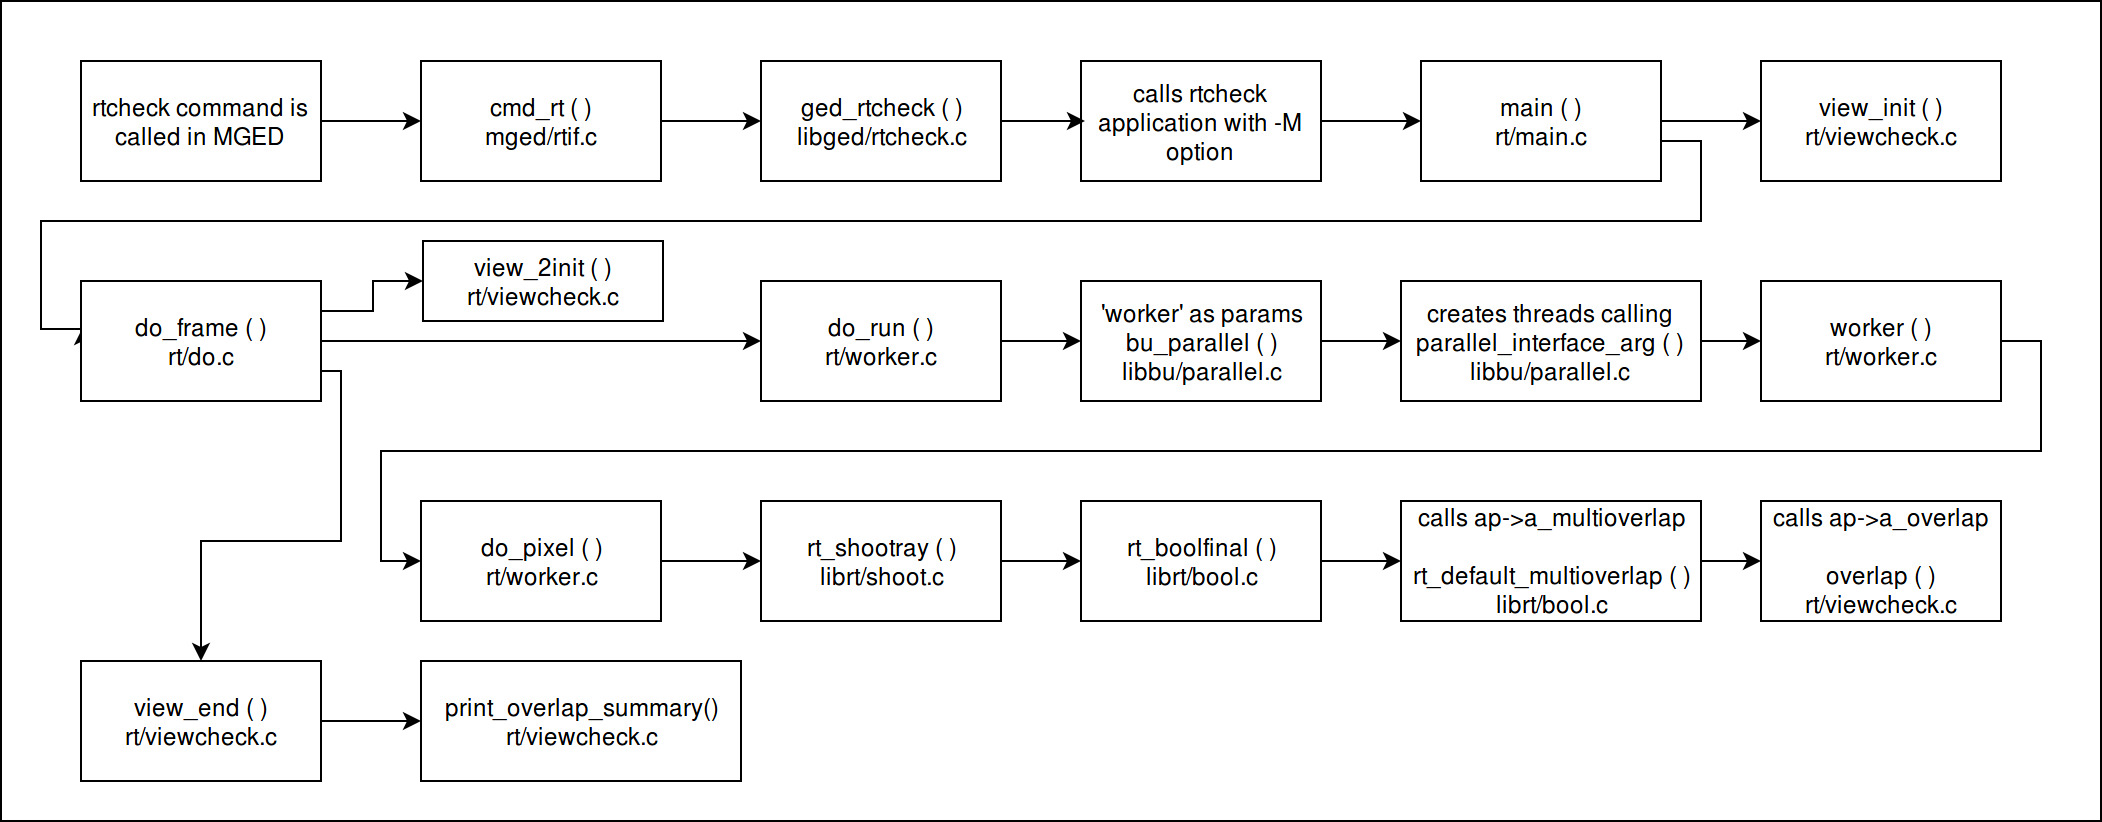 rtcheck command is
called in MGED
cmd_rt ( )
mged/rtif.c
ged_rtcheck ( )
libged/rtcheck.c
calls rtcheck
application with -M
option
main ( )
rt/main.c
view_init ( )
rt/viewcheck.c
do_frame ( )
rt/do.c
view_2init ( )
rt/viewcheck.c
do_run ( )
rt/worker.c
'worker' as params
bu_parallel ( )
libbu/parallel.c
creates threads calling
parallel_interface_arg ( )
libbu/parallel.c
worker ( )
rt/worker.c
do_pixel ( )
rt/worker.c
rt_shootray ( )
librt/shoot.c
rt_boolfinal ( )
librt/bool.c
calls ap->a_multioverlap
rt_default_multioverlap ( )
librt/bool.c
calls ap->a_overlap
overlap ( )
rt/viewcheck.c
view_end ( )
rt/viewcheck.c
print_overlap_summary()
rt/viewcheck.c